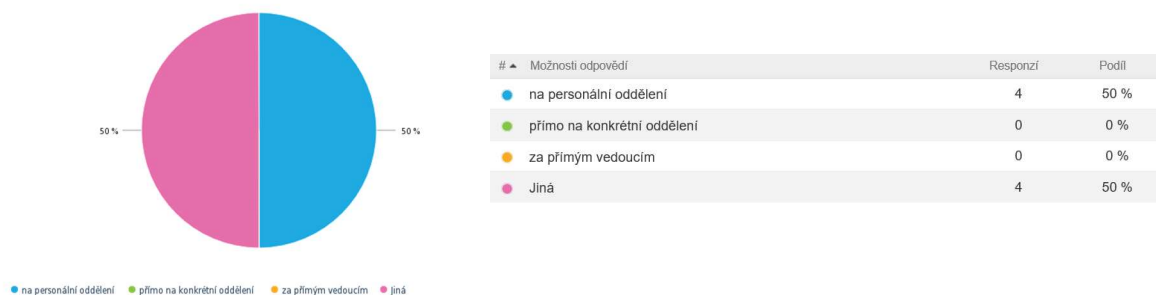 50 %
50 %
na personální oddělení přímo na konkrétní oddělení za přímým vedoucím Jiná
# Možnosti odpovědí Responzí Podíl
na personální oddělení 4 50 %
přímo na konkrétní oddělení 0 0 %
za přímým vedoucím 0 0 %
Jiná 4 50 %